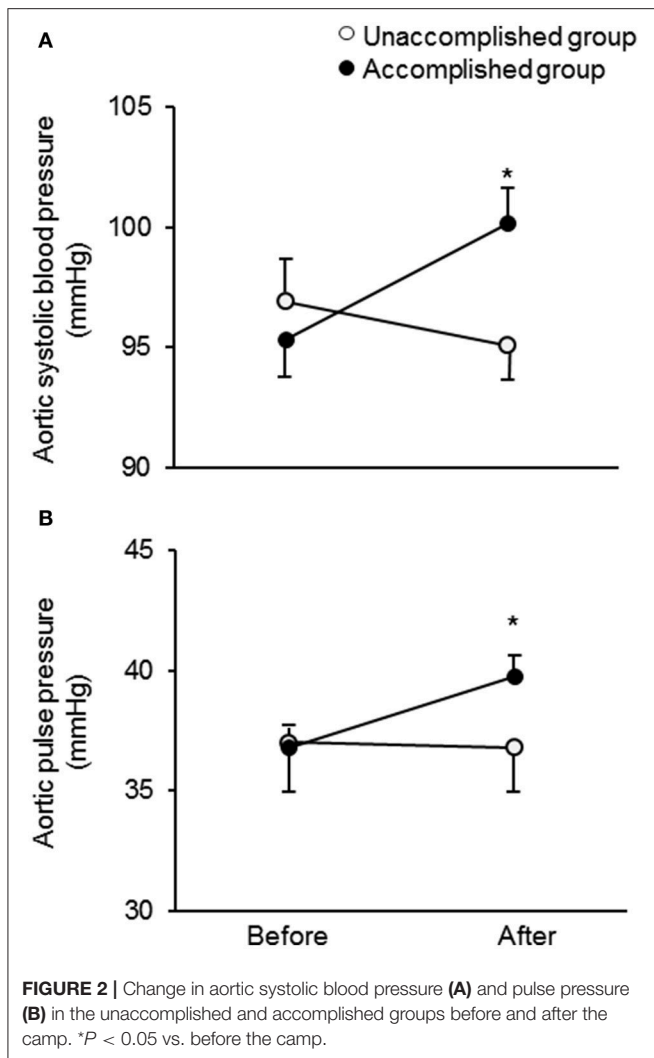 A
○ Unaccomplished group
● Accomplished group
Aortic systolic blood pressure
(mmHg)
105
100
95
90
*
B
Aortic pulse pressure
(mmHg)
45
40
35
30
*
Before After
FIGURE 2 | Change in aortic systolic blood pressure (A) and pulse pressure
(B) in the unaccomplished and accomplished groups before and after the
camp. *P < 0.05 vs. before the camp.